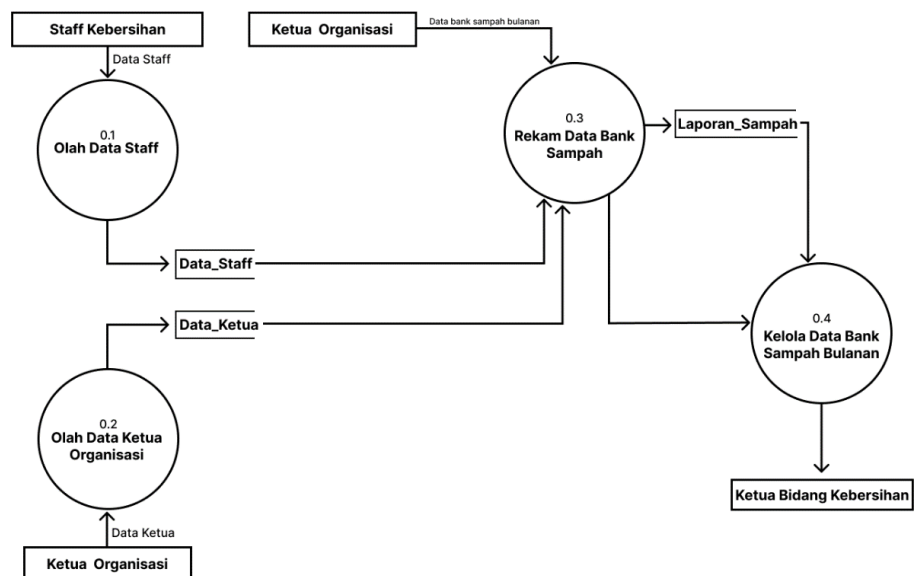 Staff Kebersihan
Ketua Organisasi
Data bank sampah bulanan
Data Staff
0.1
Olah Data Staff
0.3
Rekam Data Bank
Sampah
Laporan_Sampah
Data_Staff
Data_Ketua
0.4
Kelola Data Bank
Sampah Bulanan
0.2
Olah Data Ketua
Organisasi
Ketua Bidang Kebersihan
Data Ketua
Ketua Organisasi